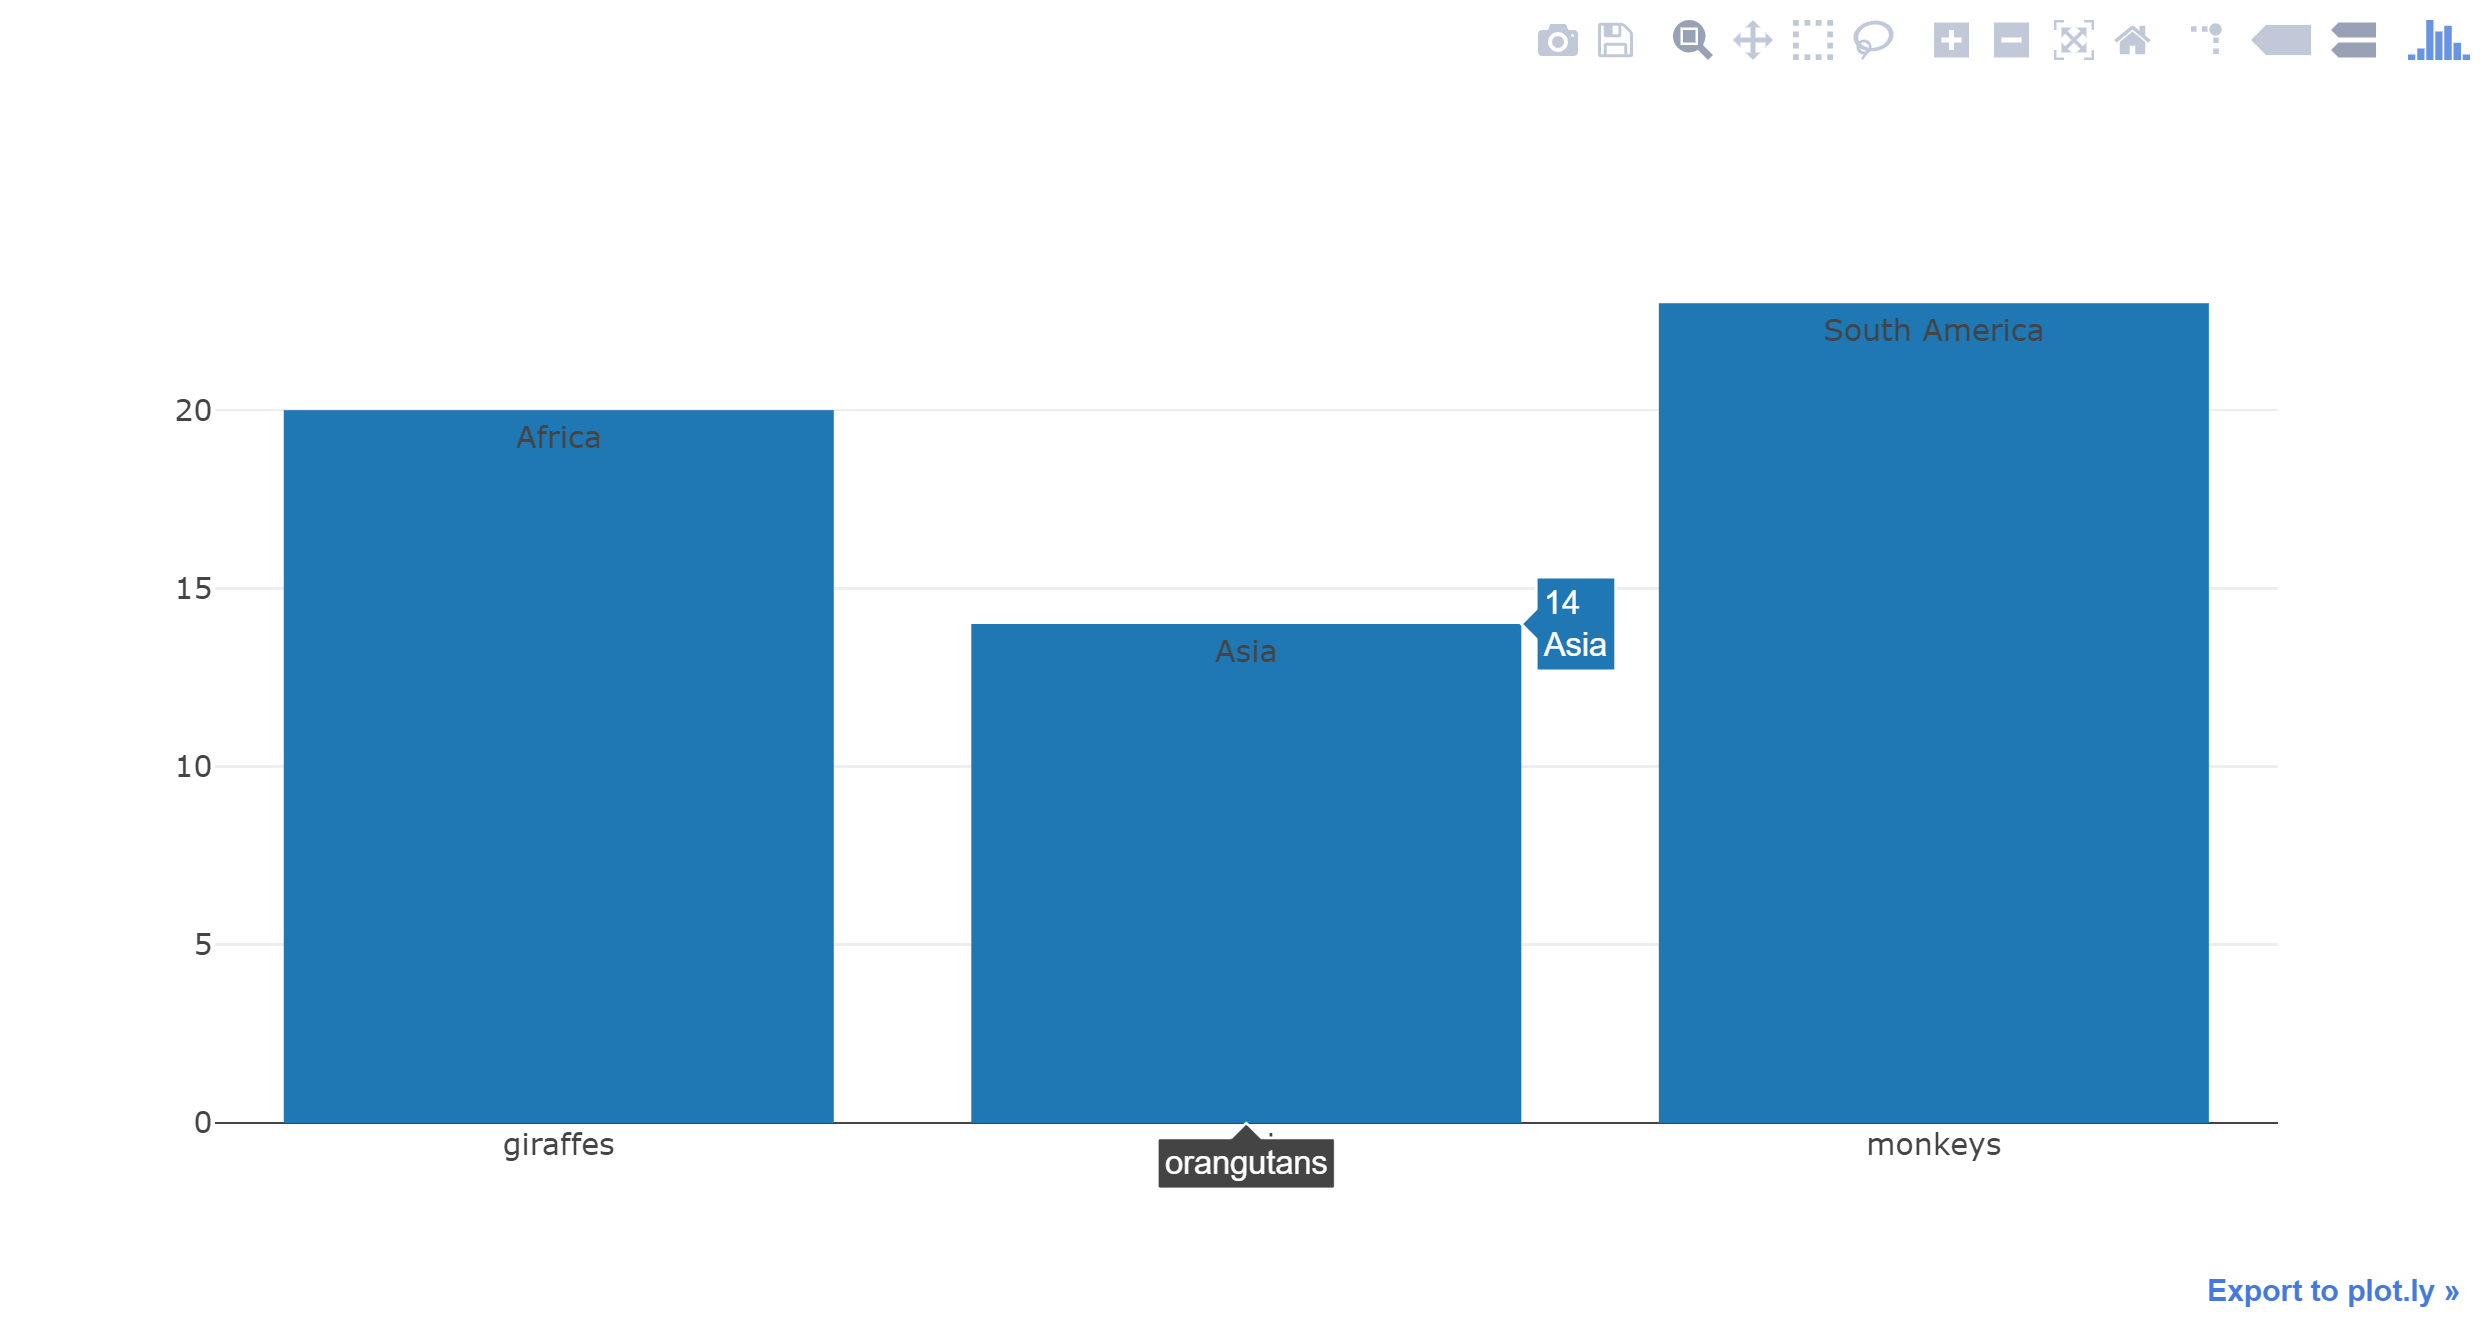 South America
20
Africa
15
14
Asia
Asia
10
5
0
giraffes
orangutans
monkeys
Export to plot.ly »